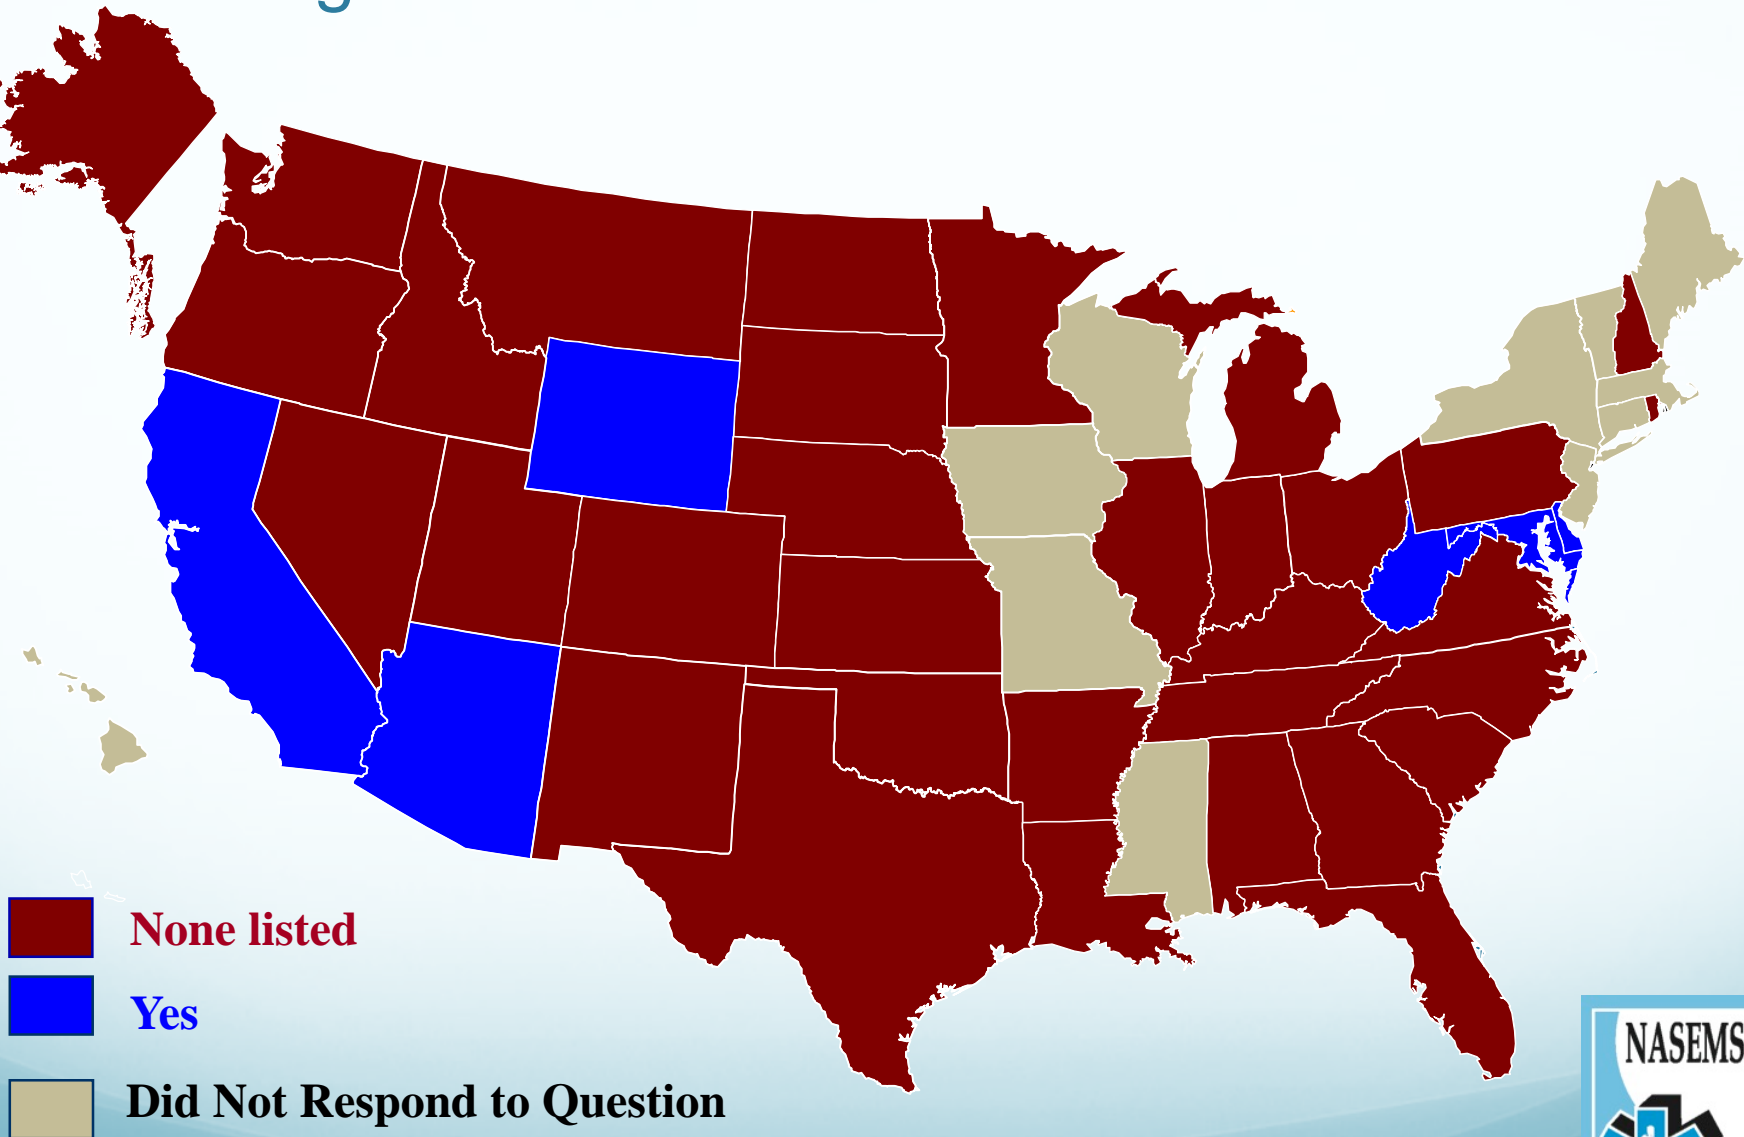 None listed
Yes
Did Not Respond to Question
NASEMS